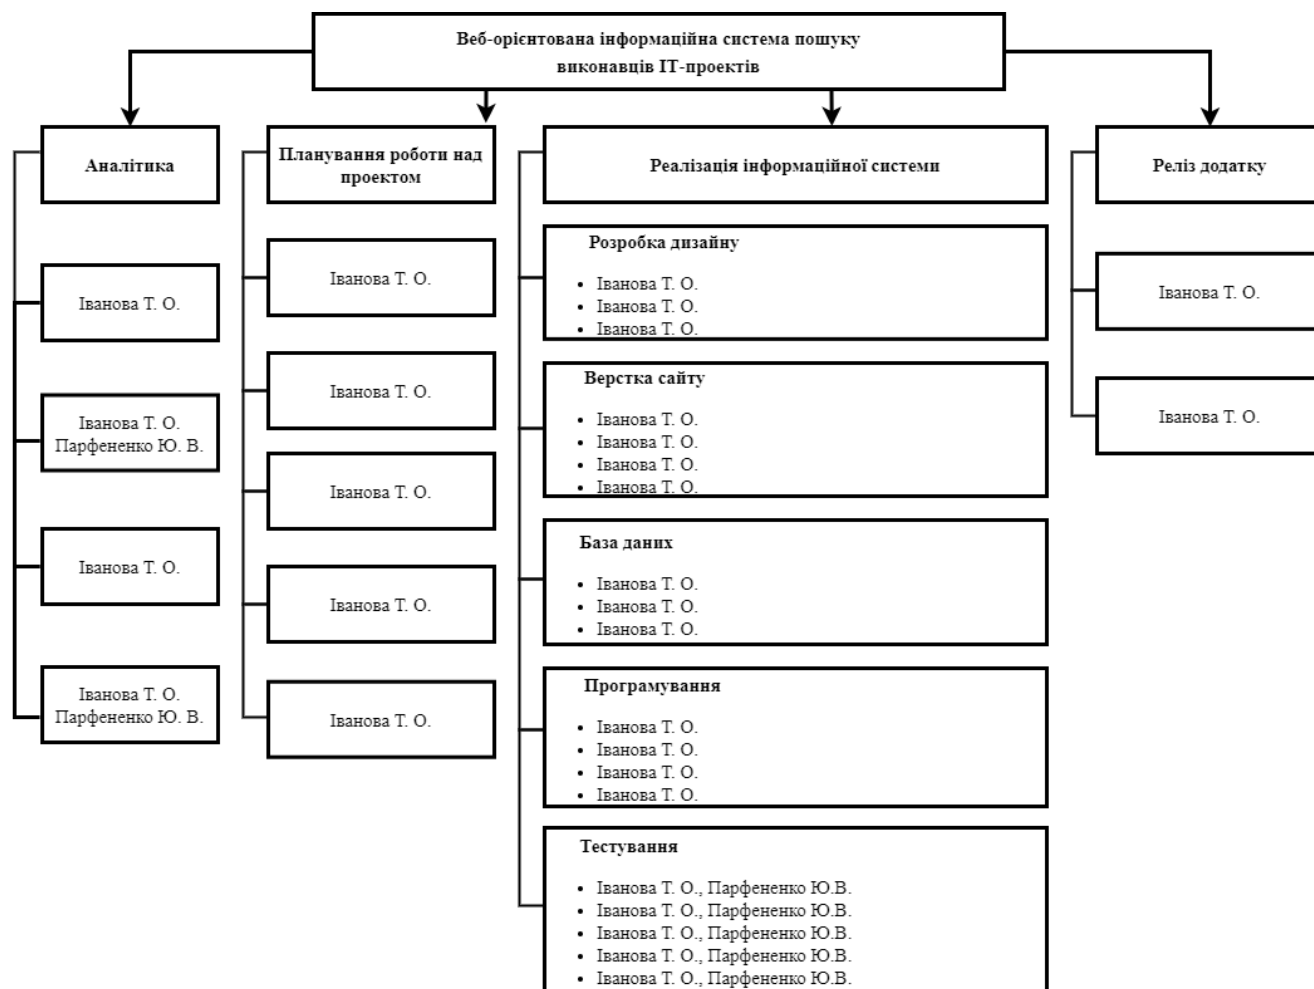 Веб-орієнтована інформаційна система пошуку
виконавців ІТ-проектів
Аналітика
Іванова Т. О.
Іванова Т. О.
Парфененко Ю. В.
Іванова Т. О.
Іванова Т. О.
Парфененко Ю. В.
Планування роботи над
проектом
Іванова Т. О.
Іванова Т. О.
Іванова Т. О.
Іванова Т. О.
Іванова Т. О.
Реалізація інформаційної системи
Розробка дизайну
• Іванова Т. О.
• Іванова Т. О.
• Іванова Т. О.
Верстка сайту
• Іванова Т. О.
• Іванова Т. О.
• Іванова Т. О.
• Іванова Т. О.
База даних
• Іванова Т. О.
• Іванова Т. О.
• Іванова Т. О.
Програмування
• Іванова Т. О.
• Іванова Т. О.
• Іванова Т. О.
• Іванова Т. О.
Тестування
• Іванова Т. О., Парфененко Ю.В.
• Іванова Т. О., Парфененко Ю.В.
• Іванова Т. О., Парфененко Ю.В.
• Іванова Т. О., Парфененко Ю.В.
• Іванова Т. О., Парфененко Ю.В.
Реліз додатку
Іванова Т. О.
Іванова Т. О.